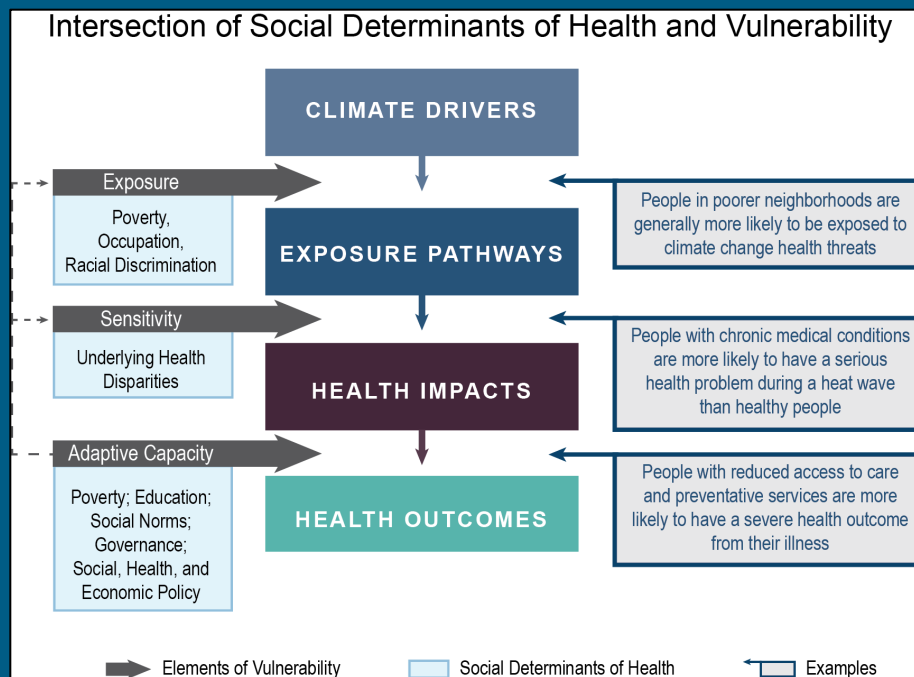 Intersection of Social Determinants of Health and Vulnerability
CLIMATE DRIVERS
Exposure
Poverty,
Occupation,
Racial Discrimination
People in poorer neighborhoods are
generally more likely to be exposed to
climate change health threats
EXPOSURE PATHWAYS
Sensitivity
Underlying Health
Disparities
People with chronic medical conditions
are more likely to have a serious
health problem during a heat wave
than healthy people
HEALTH IMPACTS
Adaptive Capacity
Poverty; Education;
Social Norms;
Governance;
Social, Health, and
Economic Policy
People with reduced access to care
and preventative services are more
likely to have a severe health outcome
from their illness
HEALTH OUTCOMES
Elements of Vulnerability
Social Determinants of Health
Examples